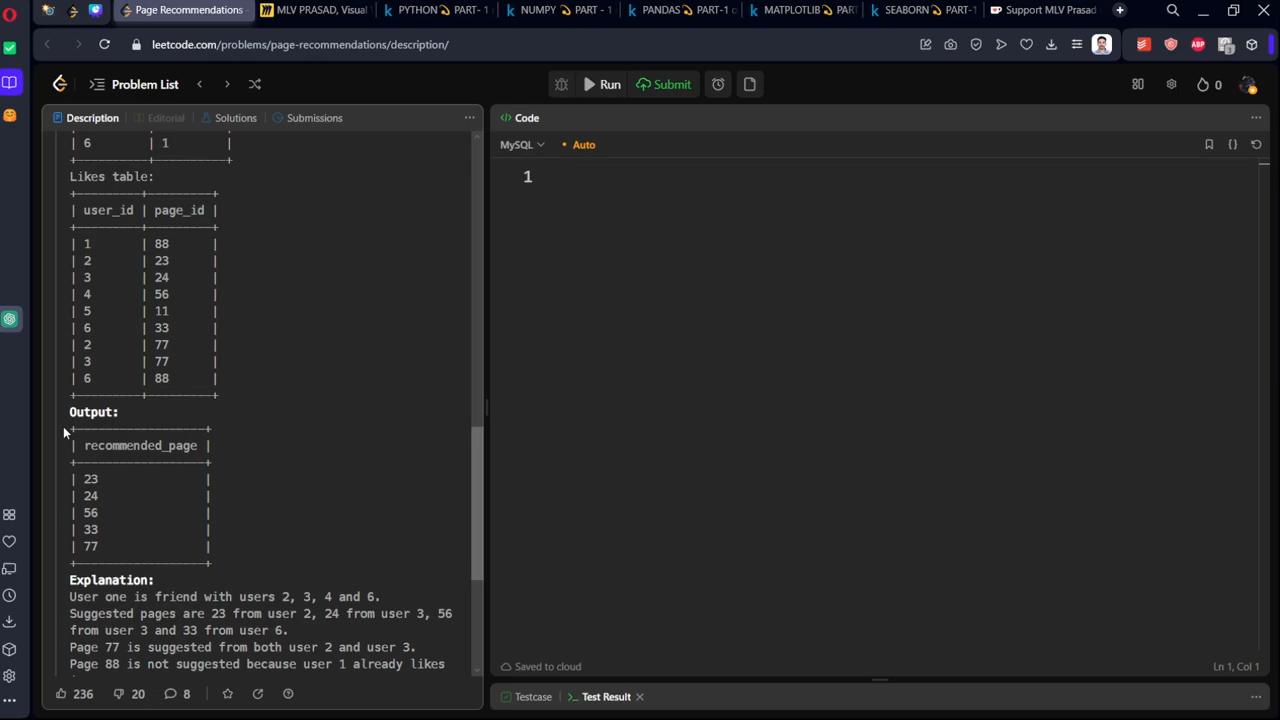 Page Recommendations
MLV PRASAD, Visual
PYTHON PART- 1
NUMPY PART - 1
PANDAS PART-1 o
MATPLOTLIB PART
SEABORN PART-1
Support MLV Prasad
leetcode.com/problems/page-recommendations/description/
ABP
Problem List
Run
Submit
0
Description
Editorial
Solutions
Submissions
Code
MySQL
Auto
1
| 6 | 1 |
+---------+----------+
Likes table:
+---------+---------+
| user_id | page_id |
+---------+---------+
| 1 | 88 |
| 2 | 23 |
| 3 | 24 |
| 4 | 56 |
| 5 | 11 |
| 6 | 33 |
| 2 | 77 |
| 3 | 77 |
| 6 | 88 |
+---------+---------+
Output:
+------------------+
| recommended_page |
+------------------+
| 23 |
| 24 |
| 56 |
| 33 |
| 77 |
+------------------+
Explanation:
User one is friend with users 2, 3, 4 and 6.
Suggested pages are 23 from user 2, 24 from user 3, 56
from user 3 and 33 from user 6.
Page 77 is suggested from both user 2 and user 3.
Page 88 is not suggested because user 1 already likes
236
20
8
Saved to cloud
Ln 1, Col 1
Testcase
Test Result